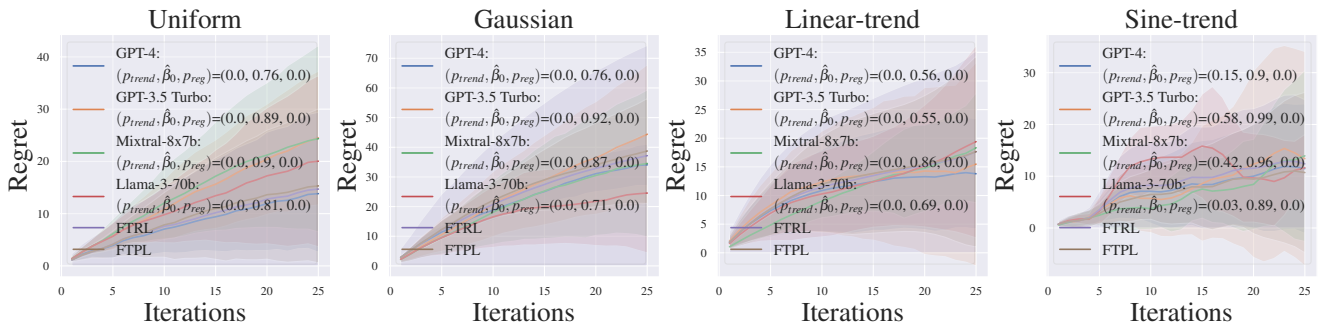 Uniform
Regret
40
30
20
10
0
GPT-4:
(p_trend, β̂_0, p_reg)=(0.0, 0.76, 0.0)
GPT-3.5 Turbo:
(p_trend, β̂_0, p_reg)=(0.0, 0.89, 0.0)
Mixtral-8x7b:
(p_trend, β̂_0, p_reg)=(0.0, 0.9, 0.0)
Llama-3-70b:
(p_trend, β̂_0, p_reg)=(0.0, 0.81, 0.0)
FTRL
FTPL
0 5 10 15 20 25
Iterations
Gaussian
Regret
70
60
50
40
30
20
10
0
GPT-4:
(p_trend, β̂_0, p_reg)=(0.0, 0.76, 0.0)
GPT-3.5 Turbo:
(p_trend, β̂_0, p_reg)=(0.0, 0.92, 0.0)
Mixtral-8x7b:
(p_trend, β̂_0, p_reg)=(0.0, 0.87, 0.0)
Llama-3-70b:
(p_trend, β̂_0, p_reg)=(0.0, 0.71, 0.0)
FTRL
FTPL
0 5 10 15 20 25
Iterations
Linear-trend
Regret
35
30
25
20
15
10
5
0
GPT-4:
(p_trend, β̂_0, p_reg)=(0.0, 0.56, 0.0)
GPT-3.5 Turbo:
(p_trend, β̂_0, p_reg)=(0.0, 0.55, 0.0)
Mixtral-8x7b:
(p_trend, β̂_0, p_reg)=(0.0, 0.86, 0.0)
Llama-3-70b:
(p_trend, β̂_0, p_reg)=(0.0, 0.69, 0.0)
FTRL
FTPL
0 5 10 15 20 25
Iterations
Sine-trend
Regret
30
20
10
0
GPT-4:
(p_trend, β̂_0, p_reg)=(0.15, 0.9, 0.0)
GPT-3.5 Turbo:
(p_trend, β̂_0, p_reg)=(0.58, 0.99, 0.0)
Mixtral-8x7b:
(p_trend, β̂_0, p_reg)=(0.42, 0.96, 0.0)
Llama-3-70b:
(p_trend, β̂_0, p_reg)=(0.03, 0.89, 0.0)
FTRL
FTPL
0 5 10 15 20 25
Iterations